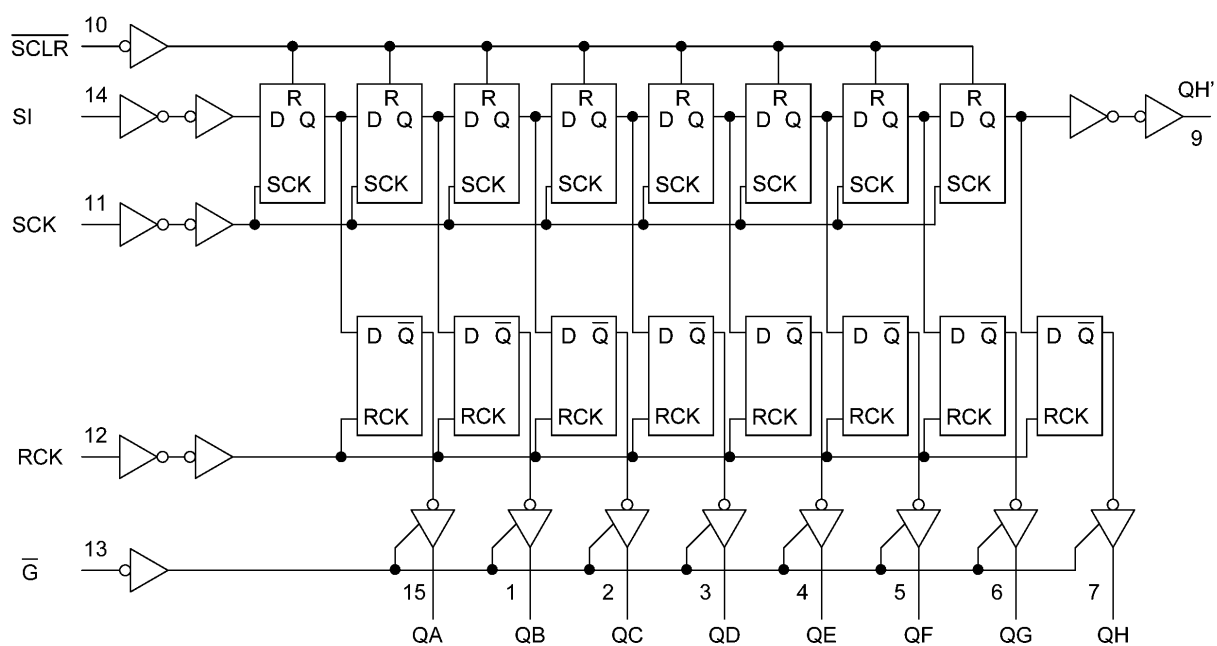 10
S̅C̅L̅R̅
R R R R R R R R
14
SI
D Q D Q D Q D Q D Q D Q D Q D Q
QH'
9
SCK SCK SCK SCK SCK SCK SCK SCK
11
SCK
D Q̅ D Q̅ D Q̅ D Q̅ D Q̅ D Q̅ D Q̅ D Q̅
RCK RCK RCK RCK RCK RCK RCK RCK
12
RCK
13
G̅
15 1 2 3 4 5 6 7
QA QB QC QD QE QF QG QH